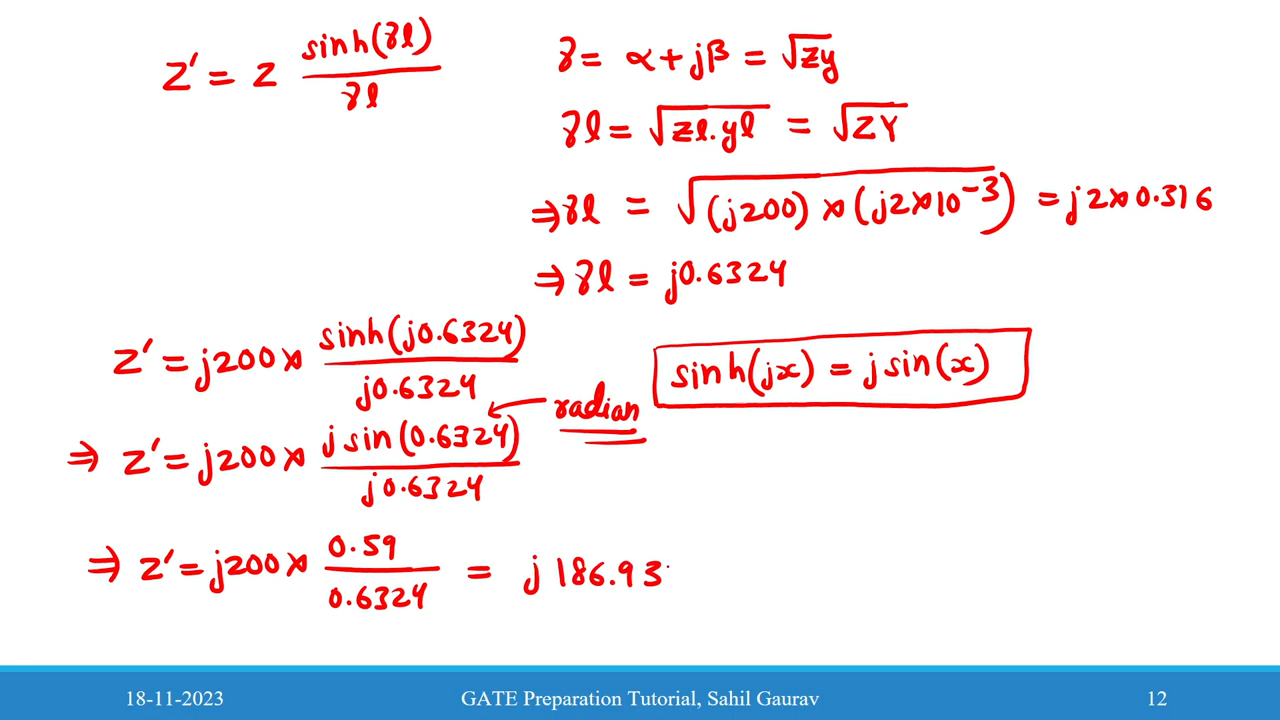 Z' = Z sinh(γl) / γl
γ = α + jβ = √zy
γl = √zl.yl = √ZY
⇒ γl = √(j200) × (j2×10⁻³) = j2×0.316
⇒ γl = j0.6324
Z' = j200 × sinh(j0.6324) / j0.6324
sinh(jx) = j sin(x)
radian
⇒ Z' = j200 × j sin(0.6324) / j0.6324
⇒ Z' = j200 × 0.59 / 0.6324 = j 186.93
18-11-2023
GATE Preparation Tutorial, Sahil Gaurav
12